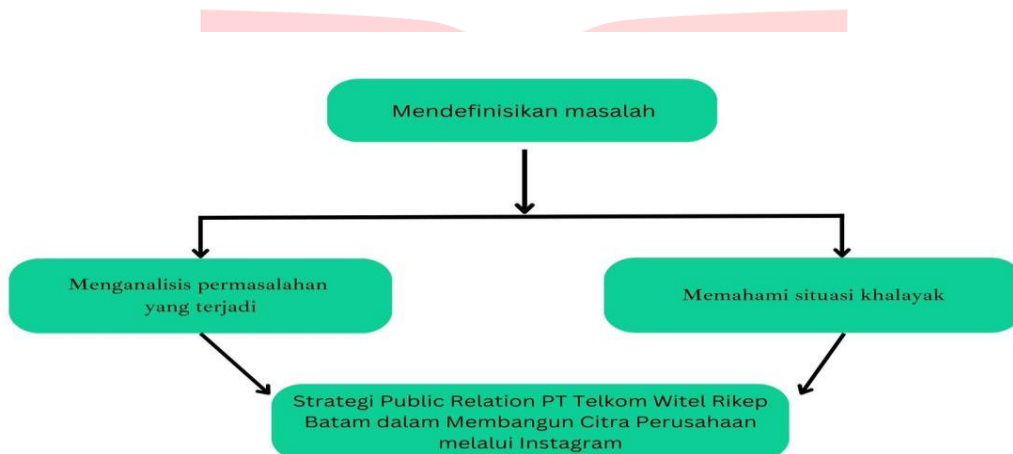 Mendefinisikan masalah
Menganalisis permasalahan
yang terjadi
Memahami situasi khalayak
Strategi Public Relation PT Telkom Witel Rikep
Batam dalam Membangun Citra Perusahaan
melalui Instagram